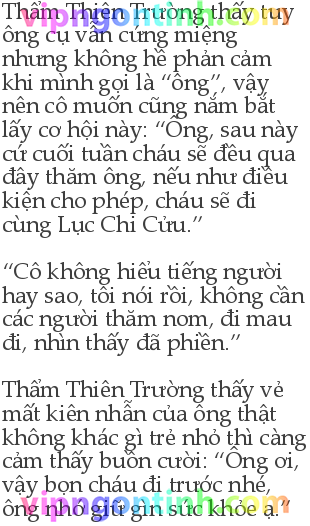 Thẩm Thiên Trường thấy tuy
ông cụ vẫn cứng miệng
nhưng không hề phản cảm
khi mình gọi là “ông”, vậy
nên cô muốn cũng nắm bắt
lấy cơ hội này: “Ông, sau này
cứ cuối tuần cháu sẽ đều qua
đây thăm ông, nếu như điều
kiện cho phép, cháu sẽ đi
cùng Lục Chi Cửu.”
“Cô không hiểu tiếng người
hay sao, tôi nói rồi, không cần
các người thăm nom, đi mau
đi, nhìn thấy đã phiền.”
Thẩm Thiên Trường thấy vẻ
mất kiên nhẫn của ông thật
không khác gì trẻ nhỏ thì càng
cảm thấy buồn cười: “Ông ơi,
vậy bọn cháu đi trước nhé,
ông nhớ giữ gìn sức khỏe ạ.”
vipngontinh.com
vipngontinh.com